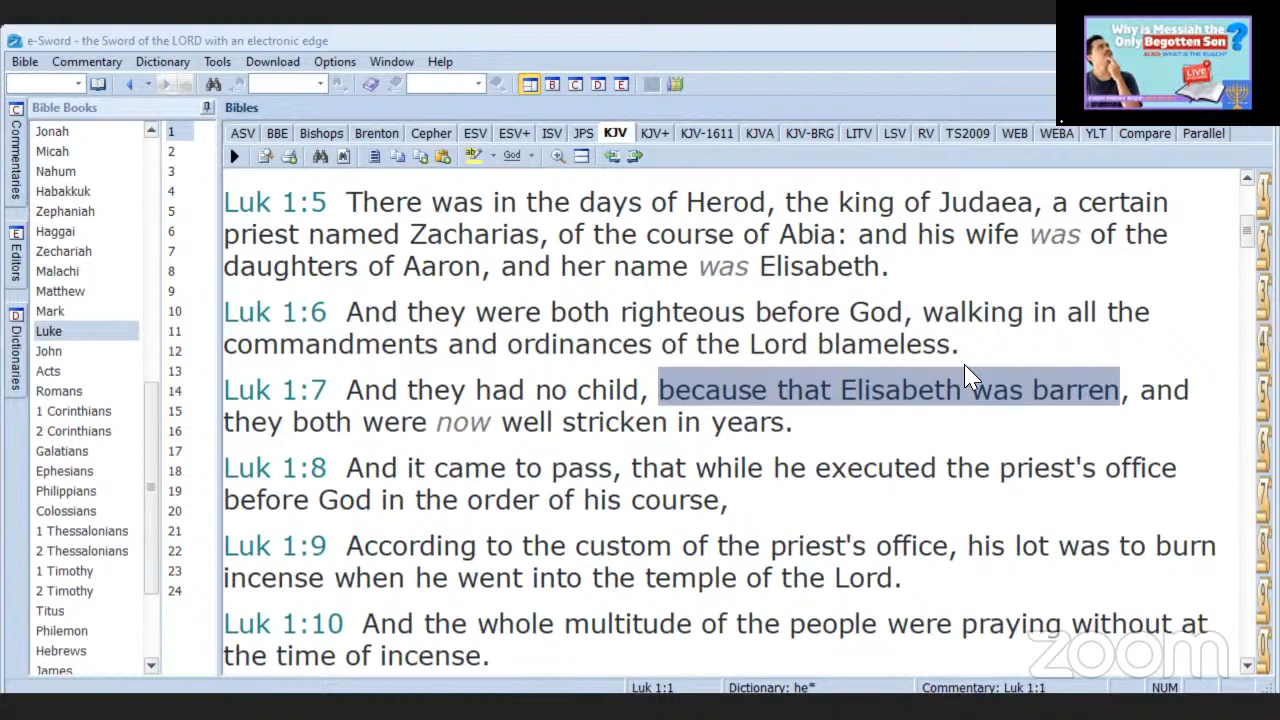 e-Sword - the Sword of the LORD with an electronic edge
Bible Commentary Dictionary Tools Download Options Window Help
Why is Messiah the
Only Begotten Son ?
LIVE
Bible Books
Bibles
ASV BBE Bishops Brenton Cepher ESV ESV+ ISV JPS KJV KJV+ KJV-1611 KJVA KJV-BRG LITV LSV RV TS2009 WEB WEBA YLT Compare Parallel
Commentaries
Editors
Dictionaries
Jonah 1
Micah 2
Nahum 3
Habakkuk 4
Zephaniah 5
Haggai 6
Zechariah 7
Malachi 8
Matthew 9
Mark 10
Luke 11
John 12
Acts 13
Romans 14
1 Corinthians 15
2 Corinthians 16
Galatians 17
Ephesians 18
Philippians 19
Colossians 20
1 Thessalonians 21
2 Thessalonians 22
1 Timothy 23
2 Timothy 24
Titus
Philemon
Hebrews
James
Luk 1:5 There was in the days of Herod, the king of Judaea, a certain
priest named Zacharias, of the course of Abia: and his wife was of the
daughters of Aaron, and her name was Elisabeth.
Luk 1:6 And they were both righteous before God, walking in all the
commandments and ordinances of the Lord blameless.
Luk 1:7 And they had no child, because that Elisabeth was barren, and
they both were now well stricken in years.
Luk 1:8 And it came to pass, that while he executed the priest's office
before God in the order of his course,
Luk 1:9 According to the custom of the priest's office, his lot was to burn
incense when he went into the temple of the Lord.
Luk 1:10 And the whole multitude of the people were praying without at
the time of incense.
zoom
Luk 1:1 Dictionary: he* Commentary: Luk 1:1 NUM